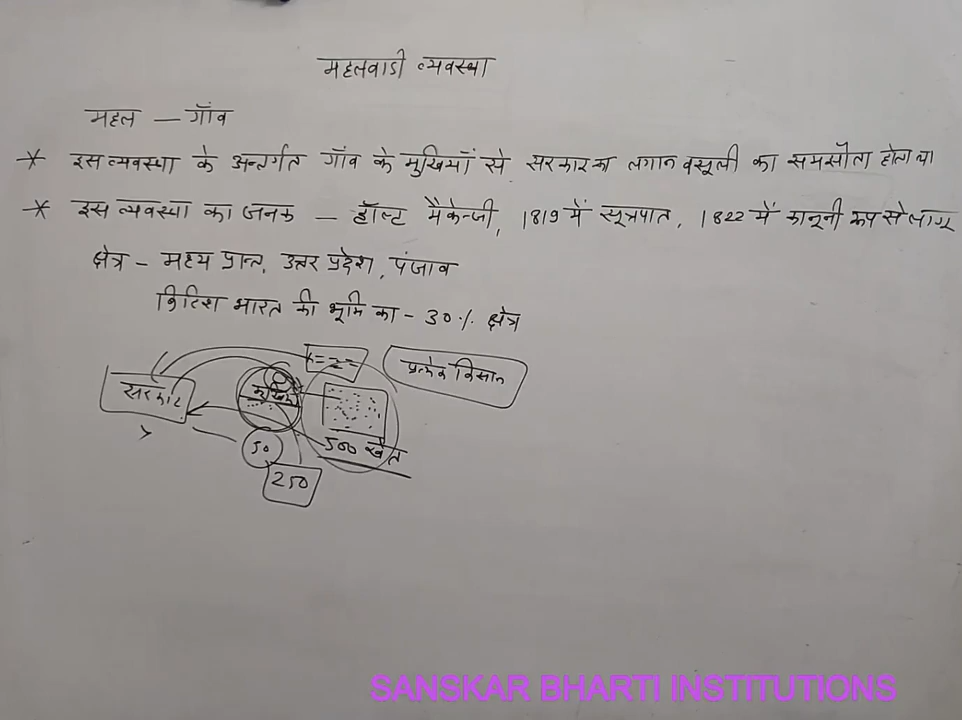 महलवाडी व्यवस्था
महल — गाँव
* इस व्यवस्था के अन्तर्गत गाँव के मुखियाँ से सरकार का लगान वसूली का समझौता होता था
* इस व्यवस्था का जनक — हॉल्ट मैकेन्जी, 1819 में सूत्रपात, 1822 में कानूनी रूप से लागू
क्षेत्र — मध्य प्रान्त, उत्तर प्रदेश, पंजाब
ब्रिटिश भारत की भूमि का — 30% क्षेत्र
प्रत्येक किसान
सरकार मुखिया
50 500 खेत
250
SANSKAR BHARTI INSTITUTIONS